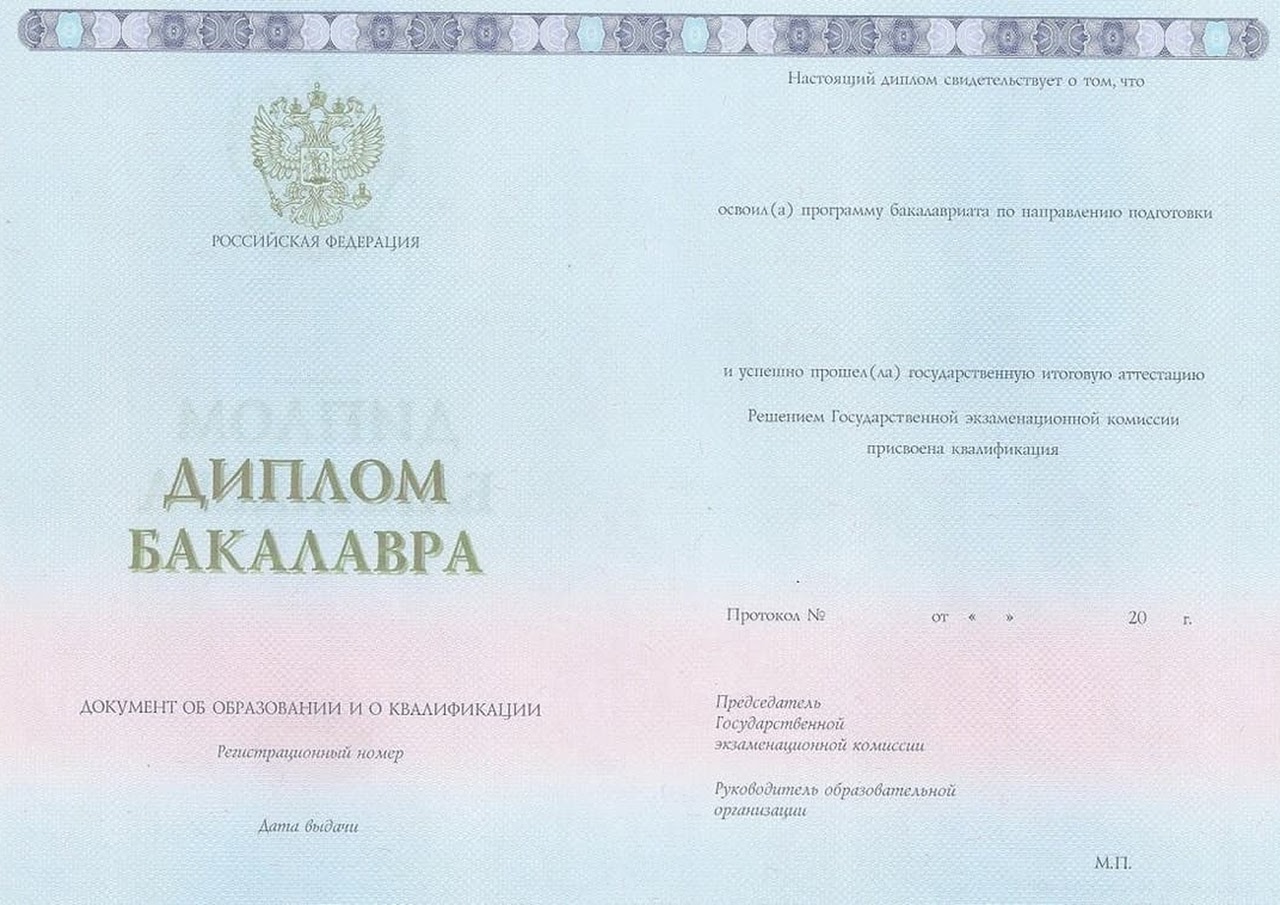 РОССИЙСКАЯ ФЕДЕРАЦИЯ
ДИПЛОМ
БАКАЛАВРА
ДОКУМЕНТ ОБ ОБРАЗОВАНИИ И О КВАЛИФИКАЦИИ
Регистрационный номер
Дата выдачи
Настоящий диплом свидетельствует о том, что
освоил(а) программу бакалавриата по направлению подготовки
и успешно прошел(ла) государственную итоговую аттестацию
Решением Государственной экзаменационной комиссии
присвоена квалификация
Протокол № от « » 20 г.
Председатель
Государственной
экзаменационной комиссии
Руководитель образовательной
организации
М.П.